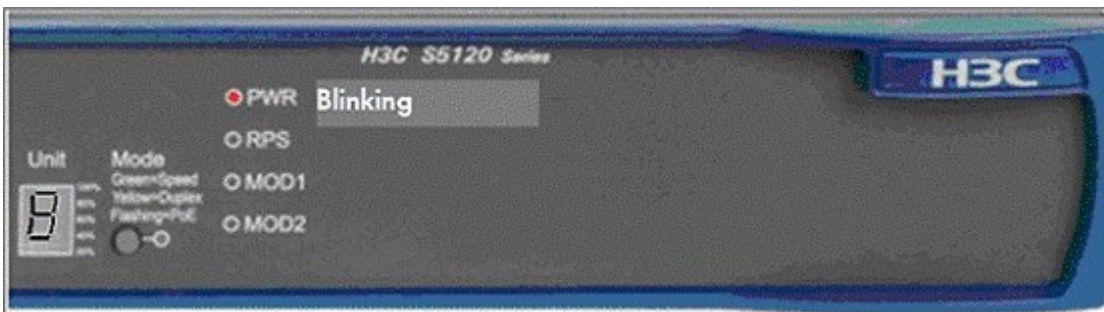 H3C S5120 Series
H3C
PWR Blinking
RPS
MOD1
MOD2
Unit
Mode
Green=Speed
Yellow=Duplex
Flashing=PoE